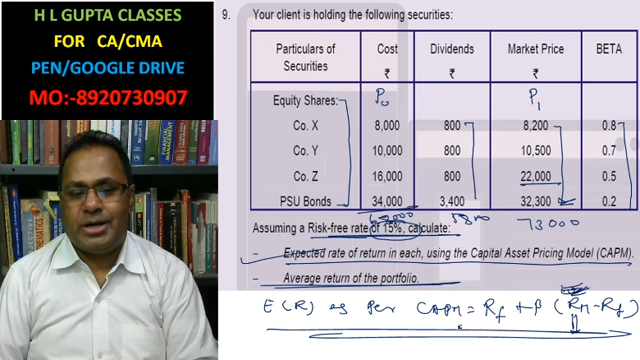 H L GUPTA CLASSES
FOR CA/CMA
PEN/GOOGLE DRIVE
MO:-8920730907
9. Your client is holding the following securities:
Particulars of Securities Cost ₹ Dividends ₹ Market Price ₹ BETA
Equity Shares: P0 P1
Co. X 8,000 800 8,200 0.8
Co. Y 10,000 800 10,500 0.7
Co. Z 16,000 800 22,000 0.5
PSU Bonds 34,000 3,400 32,300 0.2
68000 5800 73000
Assuming a Risk-free rate of 15%, calculate:
– Expected rate of return in each, using the Capital Asset Pricing Model (CAPM).
– Average return of the portfolio.
E(R) as per CAPM = Rf + β (RM - Rf)